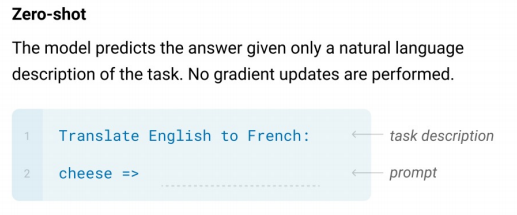 Zero-shot
The model predicts the answer given only a natural language
description of the task. No gradient updates are performed.
1 Translate English to French: task description
2 cheese => prompt